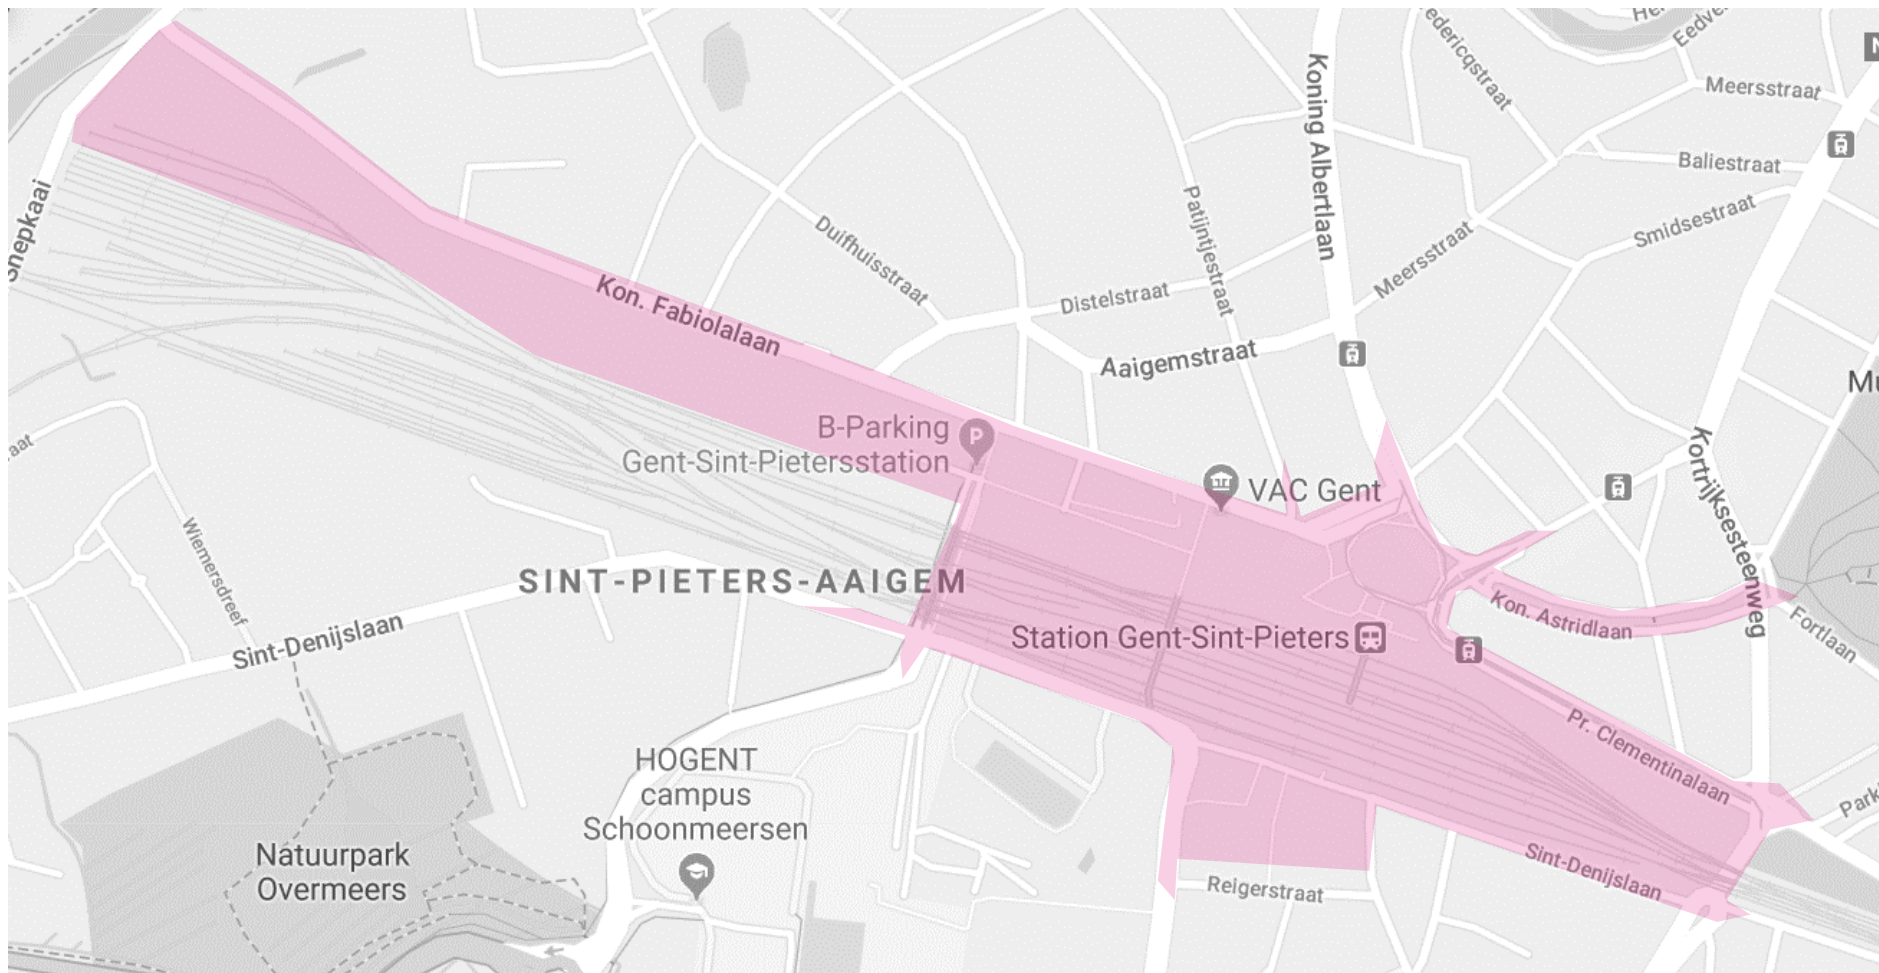 Meersstraat
Baliestraat
Smidsestraat
Koning Albertlaan
Patijntjestraat
Meersstraat
Duifhuisstraat
Distelstraat
Kon. Fabiolalaan
Aaigemstraat
B-Parking
Gent-Sint-Pietersstation
P
VAC Gent
Kortrijksesteenweg
Wiemersdreef
SINT-PIETERS-AAIGEM
Kon. Astridlaan
Fortlaan
Sint-Denijslaan
Station Gent-Sint-Pieters
Pr. Clementinalaan
HOGENT
campus
Schoonmeersen
Natuurpark
Overmeers
Sint-Denijslaan
Reigerstraat